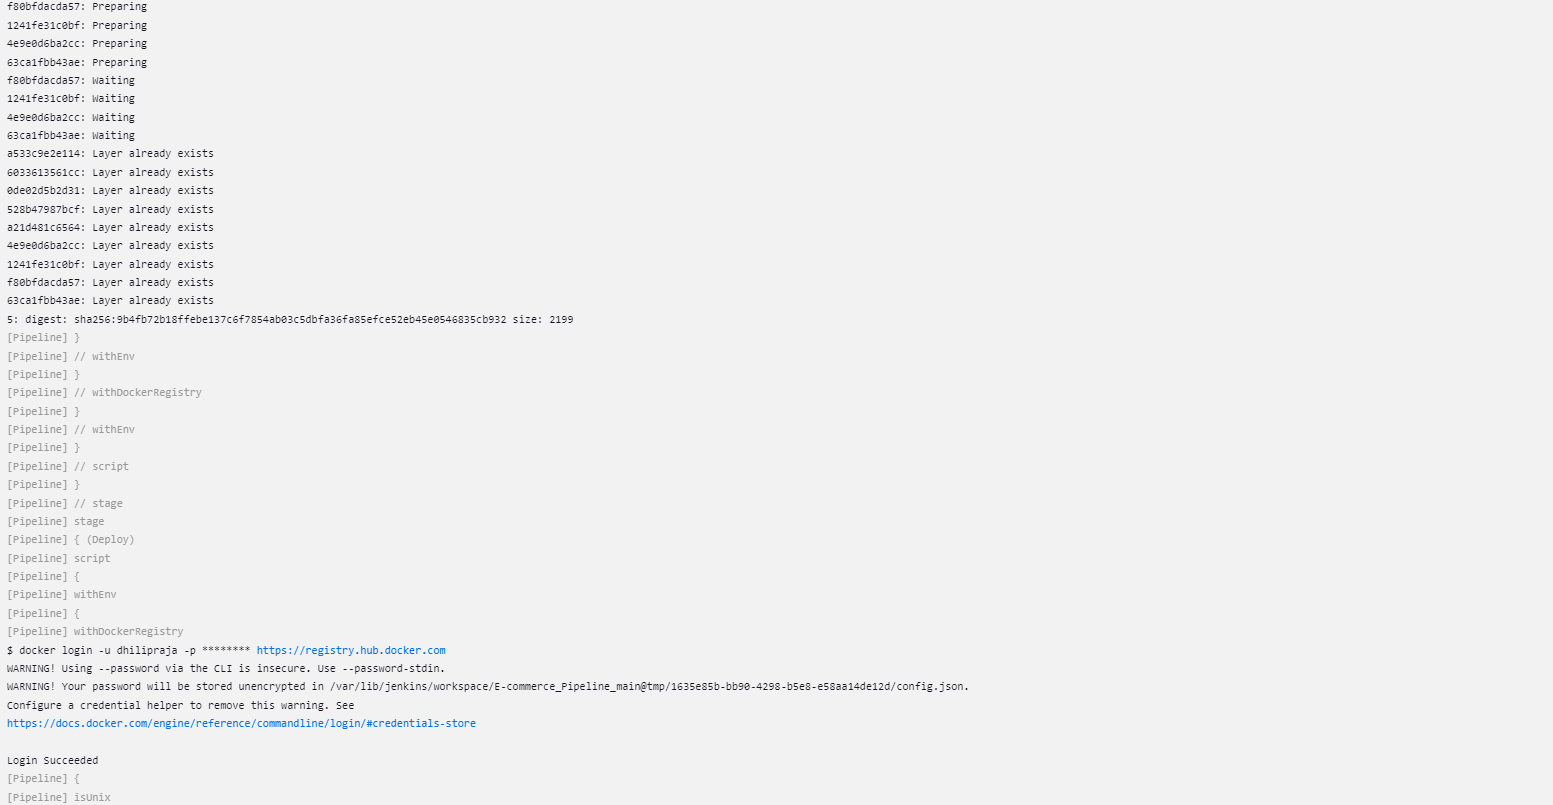 f80bfdacda57: Preparing
1241fe31c0bf: Preparing
4e9e0d6ba2cc: Preparing
63ca1fbb43ae: Preparing
f80bfdacda57: Waiting
1241fe31c0bf: Waiting
4e9e0d6ba2cc: Waiting
63ca1fbb43ae: Waiting
a533c9e2e114: Layer already exists
6033613561cc: Layer already exists
0de02d5b2d31: Layer already exists
528b47987bcf: Layer already exists
a21d481c6564: Layer already exists
4e9e0d6ba2cc: Layer already exists
1241fe31c0bf: Layer already exists
f80bfdacda57: Layer already exists
63ca1fbb43ae: Layer already exists
5: digest: sha256:9b4fb72b18ffebe137c6f7854ab03c5dbfa36fa85efce52eb45e0546835cb932 size: 2199
[Pipeline] }
[Pipeline] // withEnv
[Pipeline] }
[Pipeline] // withDockerRegistry
[Pipeline] }
[Pipeline] // withEnv
[Pipeline] }
[Pipeline] // script
[Pipeline] }
[Pipeline] // stage
[Pipeline] stage
[Pipeline] { (Deploy)
[Pipeline] script
[Pipeline] {
[Pipeline] withEnv
[Pipeline] {
[Pipeline] withDockerRegistry
$ docker login -u dhilipraja -p ******** https://registry.hub.docker.com
WARNING! Using --password via the CLI is insecure. Use --password-stdin.
WARNING! Your password will be stored unencrypted in /var/lib/jenkins/workspace/E-commerce_Pipeline_main@tmp/1635e85b-bb90-4298-b5e8-e58aa14de12d/config.json.
Configure a credential helper to remove this warning. See
https://docs.docker.com/engine/reference/commandline/login/#credentials-store
Login Succeeded
[Pipeline] {
[Pipeline] isUnix